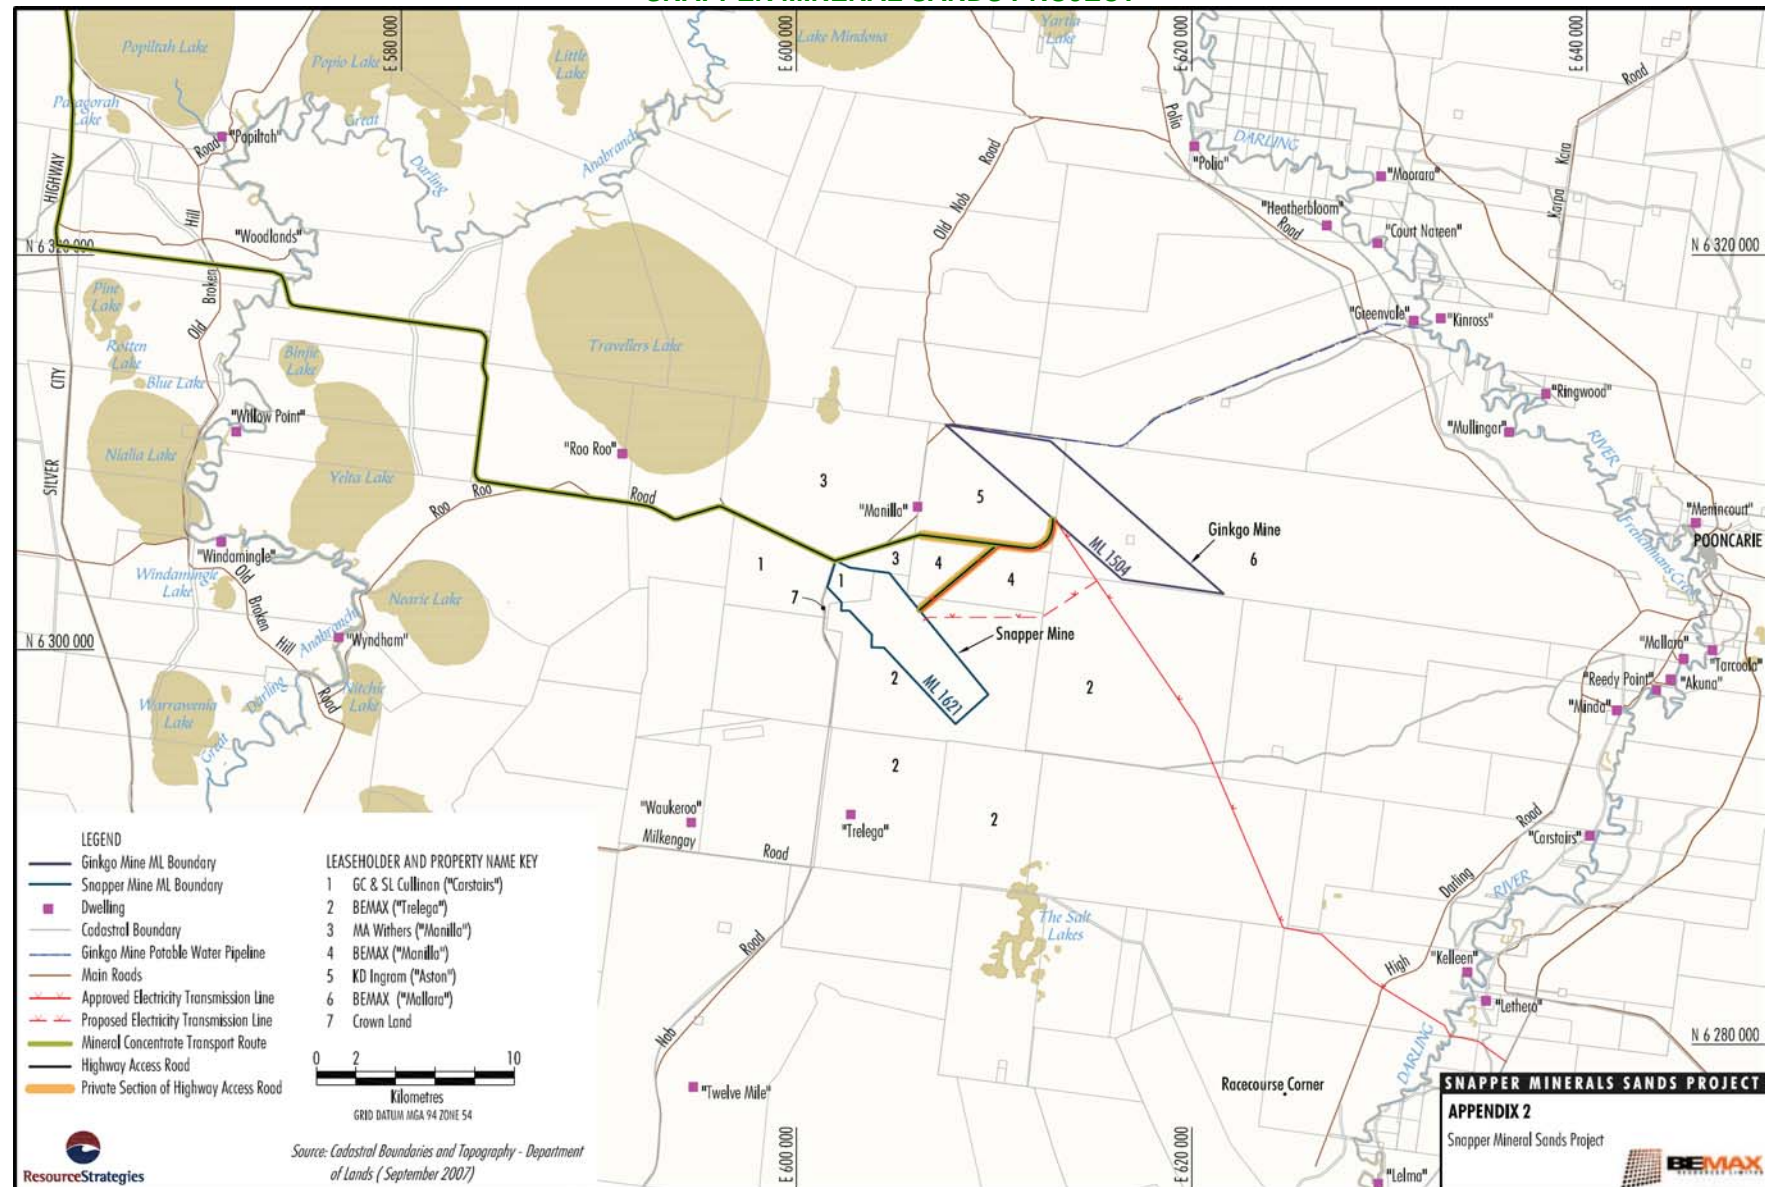 SNAPPER MINERAL SANDS PROJECT
E 580 000
E 600 000
E 620 000
E 640 000
Popiltah Lake
Popio Lake
Little
Lake
Lake Mindona
Yartla
Lake
Road
Patagorah
Lake
"Popiltah"
Road
Great
Darling
Anabranch
HIGHWAY
Hill
"Woodlands"
Road
Nob
Old
Polia
DARLING
"Polia"
"Moorara"
"Heatherbloom"
Road
"Court Nareen"
Kara
Karpa
N 6 320 000
N 6 320 000
Pine
Lake
Broken
Old
Rotten
Lake
Blue Lake
Binjie
Lake
Travellers Lake
"Greenvale"
"Kinross"
CITY
"Willow Point"
"Ringwood"
"Mullingar"
RIVER
Nialia Lake
Yelta Lake
"Roo Roo"
SILVER
Roo
Roo
Road
3
5
"Manilla"
"Merrincourt"
POONCARIE
Frenchmans Creek
Ginkgo Mine
ML 1504
6
"Windamingle"
Windamingle
Lake
Old
Broken
Hill
Road
1
3
4
4
1
7
Nearie Lake
Anabranch
"Wyndham"
Snapper Mine
N 6 300 000
"Mallara"
"Tarcoola"
"Reedy Point"
"Akuna"
"Minda"
2
2
ML 1621
Warrawenia
Lake
Great
Darling
Nitchie
Lake
2
2
"Waukeroo"
Milkengay
Road
"Trelega"
Road
"Carstairs"
Darling
RIVER
The Salt
Lakes
Road
Nob
High
"Kelleen"
"Lethero"
N 6 280 000
DARLING
Racecourse Corner
"Twelve Mile"
E 600 000
E 620 000
"Lelma"
LEGEND
Ginkgo Mine ML Boundary
Snapper Mine ML Boundary
Dwelling
Cadastral Boundary
Ginkgo Mine Potable Water Pipeline
Main Roads
Approved Electricity Transmission Line
Proposed Electricity Transmission Line
Mineral Concentrate Transport Route
Highway Access Road
Private Section of Highway Access Road
LEASEHOLDER AND PROPERTY NAME KEY
1 GC & SL Cullinan ("Carstairs")
2 BEMAX ("Trelega")
3 MA Withers ("Manilla")
4 BEMAX ("Manilla")
5 KD Ingram ("Aston")
6 BEMAX ("Mallara")
7 Crown Land
0 2 10
Kilometres
GRID DATUM MGA 94 ZONE 54
Source: Cadastral Boundaries and Topography - Department
of Lands ( September 2007)
ResourceStrategies
SNAPPER MINERALS SANDS PROJECT
APPENDIX 2
Snapper Mineral Sands Project
BEMAX
RESOURCES LIMITED